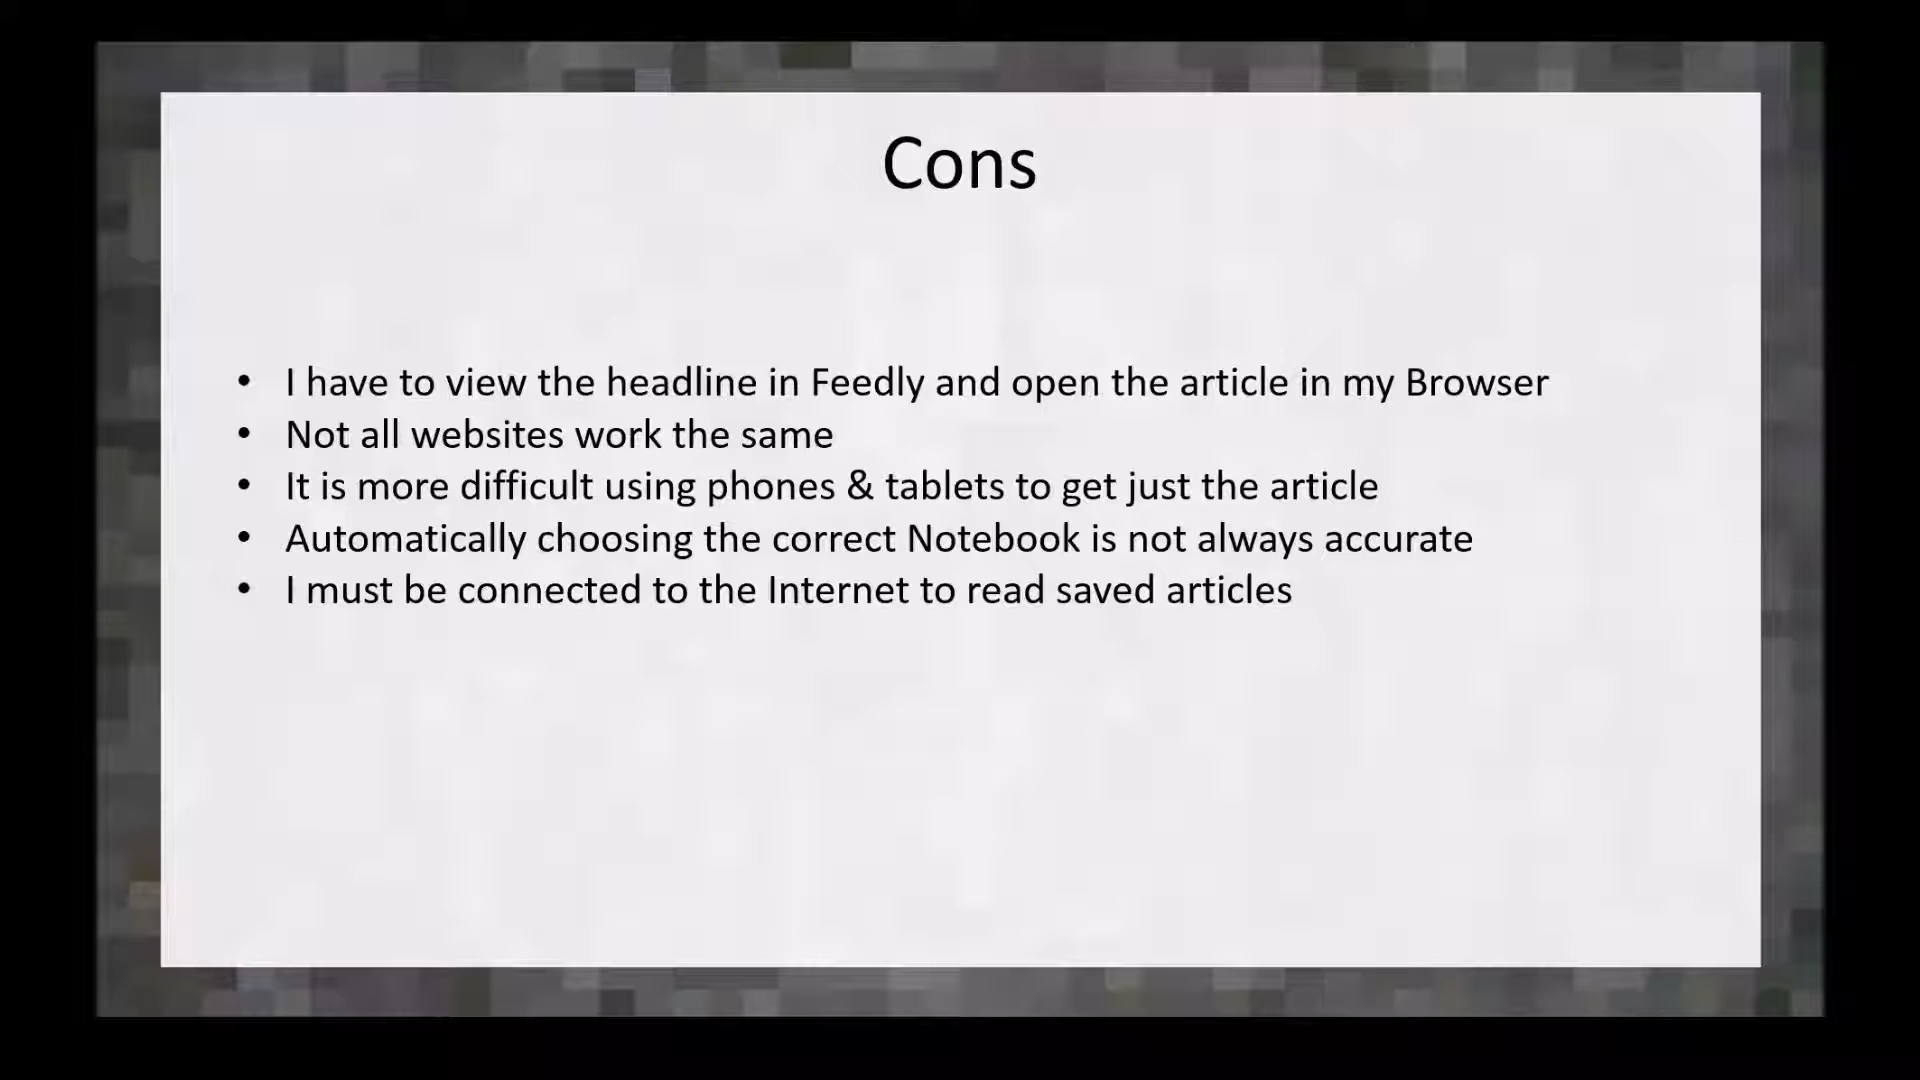 Cons
• I have to view the headline in Feedly and open the article in my Browser
• Not all websites work the same
• It is more difficult using phones & tablets to get just the article
• Automatically choosing the correct Notebook is not always accurate
• I must be connected to the Internet to read saved articles